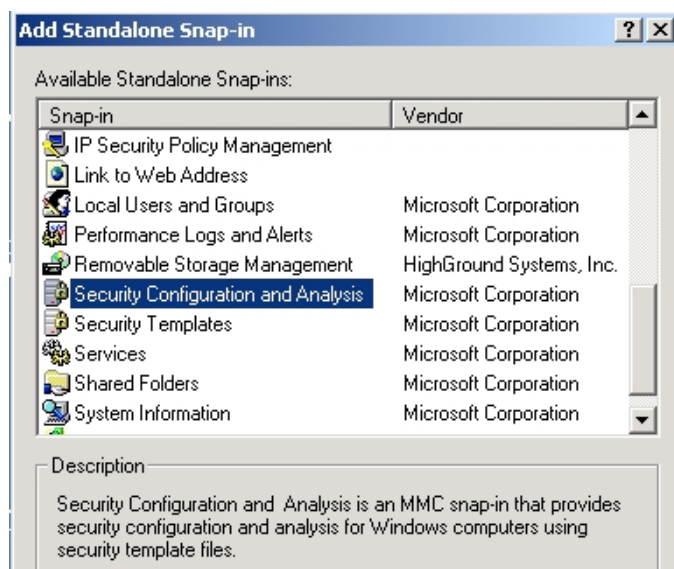 Add Standalone Snap-in
Available Standalone Snap-ins:
Snap-in Vendor
IP Security Policy Management
Link to Web Address
Local Users and Groups Microsoft Corporation
Performance Logs and Alerts Microsoft Corporation
Removable Storage Management HighGround Systems, Inc.
Security Configuration and Analysis Microsoft Corporation
Security Templates Microsoft Corporation
Services Microsoft Corporation
Shared Folders Microsoft Corporation
System Information Microsoft Corporation
Description
Security Configuration and Analysis is an MMC snap-in that provides
security configuration and analysis for Windows computers using
security template files.